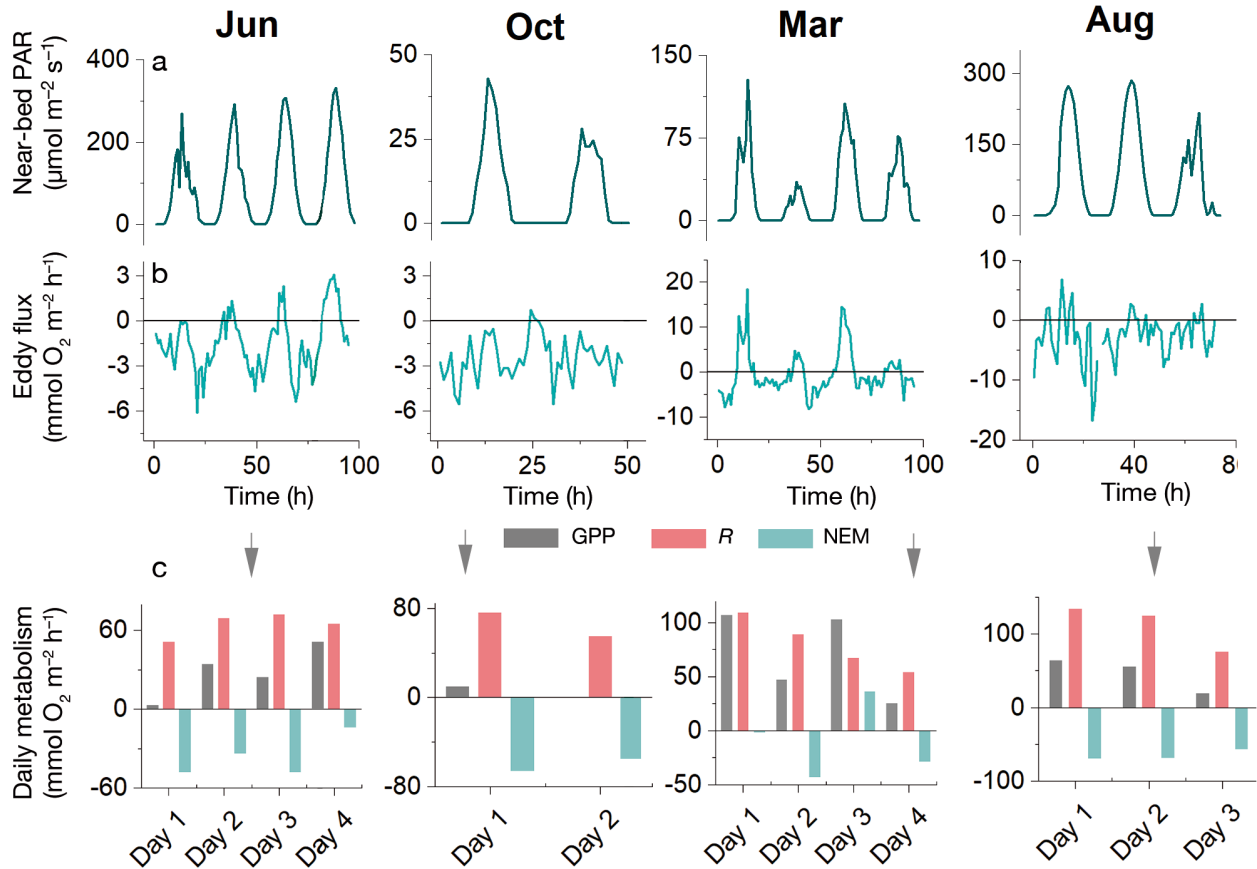 Jun Oct Mar Aug
Near-bed PAR
(µmol m⁻² s⁻¹)
a
400
200
0
50
25
0
150
75
0
300
150
0
Eddy flux
(mmol O₂ m⁻² h⁻¹)
b
3
0
-3
-6
3
0
-3
-6
20
10
0
-10
10
0
-10
-20
0 50 100
0 25 50
0 50 100
0 40 80
Time (h) Time (h) Time (h) Time (h)
GPP R NEM
Daily metabolism
(mmol O₂ m⁻² h⁻¹)
c
60
0
-60
80
0
-80
100
50
0
-50
100
0
-100
Day 1 Day 2 Day 3 Day 4
Day 1 Day 2
Day 1 Day 2 Day 3 Day 4
Day 1 Day 2 Day 3